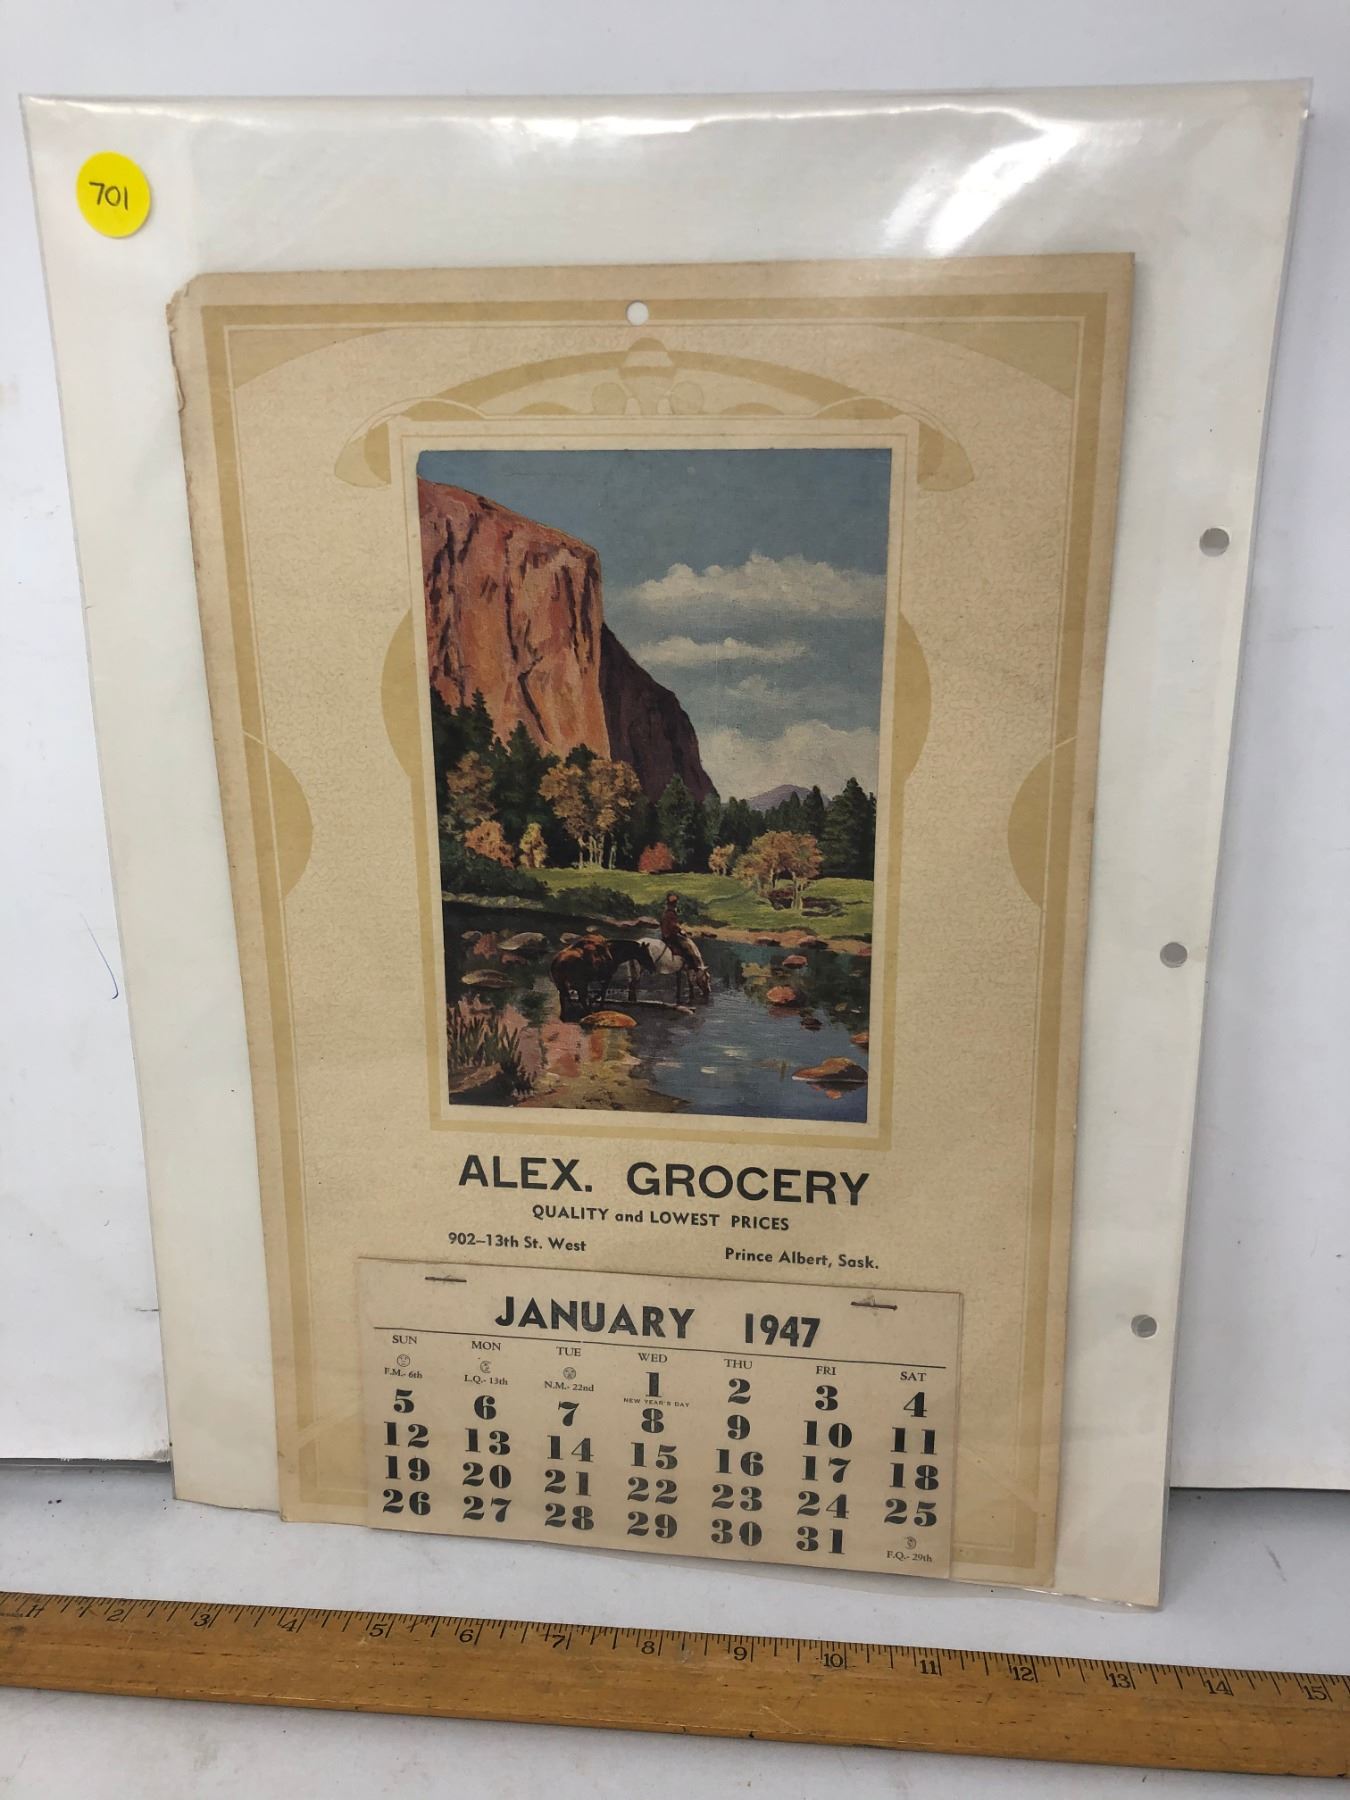 701
ALEX. GROCERY
QUALITY and LOWEST PRICES
902-13th St. West Prince Albert, Sask.
JANUARY 1947
SUN MON TUE WED THU FRI SAT
F.M.- 6th L.Q.- 13th N.M.- 22nd 1 2 3 4
NEW YEAR'S DAY
5 6 7 8 9 10 11
12 13 14 15 16 17 18
19 20 21 22 23 24 25
26 27 28 29 30 31 F.Q.- 29th
1 2 3 4 5 6 7 8 9 10 11 12 13 14 15